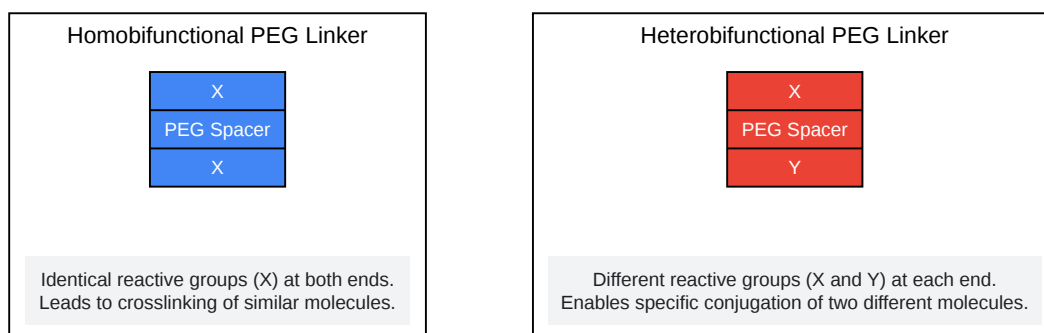 Homobifunctional PEG Linker
X
PEG Spacer
X
Identical reactive groups (X) at both ends.
Leads to crosslinking of similar molecules.
Heterobifunctional PEG Linker
X
PEG Spacer
Y
Different reactive groups (X and Y) at each end.
Enables specific conjugation of two different molecules.